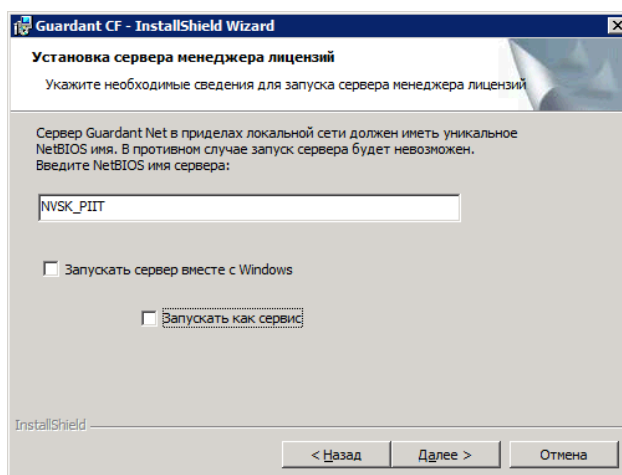 Guardant CF - InstallShield Wizard
Установка сервера менеджера лицензий
Укажите необходимые сведения для запуска сервера менеджера лицензий
Сервер Guardant Net в приделах локальной сети должен иметь уникальное
NetBIOS имя. В противном случае запуск сервера будет невозможен.
Введите NetBIOS имя сервера:
NVSK_PIIT
Запускать сервер вместе с Windows
Запускать как сервис
InstallShield
< Назад Далее > Отмена